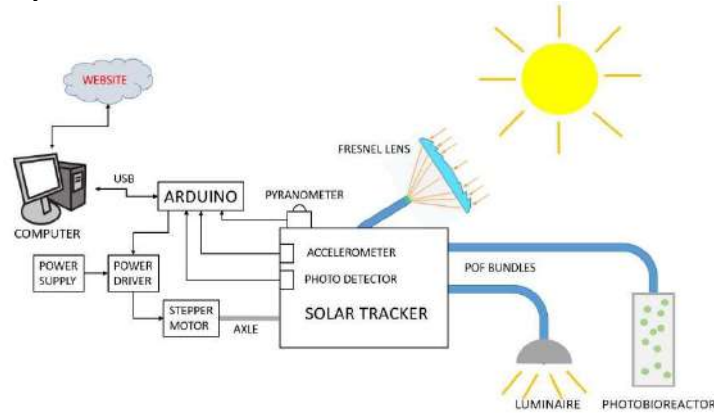 WEBSITE
FRESNEL LENS
USB
ARDUINO
PYRANOMETER
COMPUTER
ACCELEROMETER
POWER
SUPPLY
POWER
DRIVER
PHOTO DETECTOR
POF BUNDLES
STEPPER
MOTOR
AXLE
SOLAR TRACKER
LUMINAIRE
PHOTOBIOREACTOR